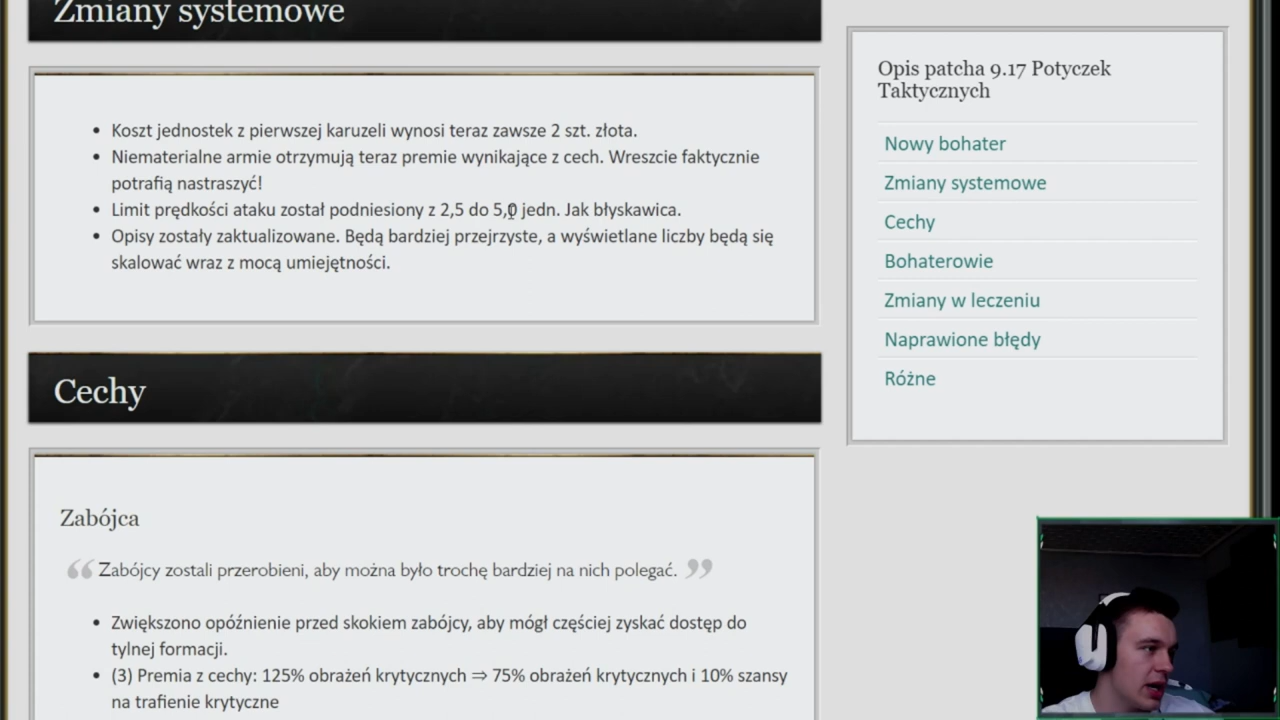 Zmiany systemowe
• Koszt jednostek z pierwszej karuzeli wynosi teraz zawsze 2 szt. złota.
• Niematerialne armie otrzymują teraz premie wynikające z cech. Wreszcie faktycznie
potrafią nastraszyć!
• Limit prędkości ataku został podniesiony z 2,5 do 5,0 jedn. Jak błyskawica.
• Opisy zostały zaktualizowane. Będą bardziej przejrzyste, a wyświetlane liczby będą się
skalować wraz z mocą umiejętności.
Cechy
Zabójca
“ Zabójcy zostali przerobieni, aby można było trochę bardziej na nich polegać. ”
• Zwiększono opóźnienie przed skokiem zabójcy, aby mógł częściej zyskać dostęp do
tylnej formacji.
• (3) Premia z cechy: 125% obrażeń krytycznych ⇒ 75% obrażeń krytycznych i 10% szansy
na trafienie krytyczne
Opis patcha 9.17 Potyczek
Taktycznych
Nowy bohater
Zmiany systemowe
Cechy
Bohaterowie
Zmiany w leczeniu
Naprawione błędy
Różne